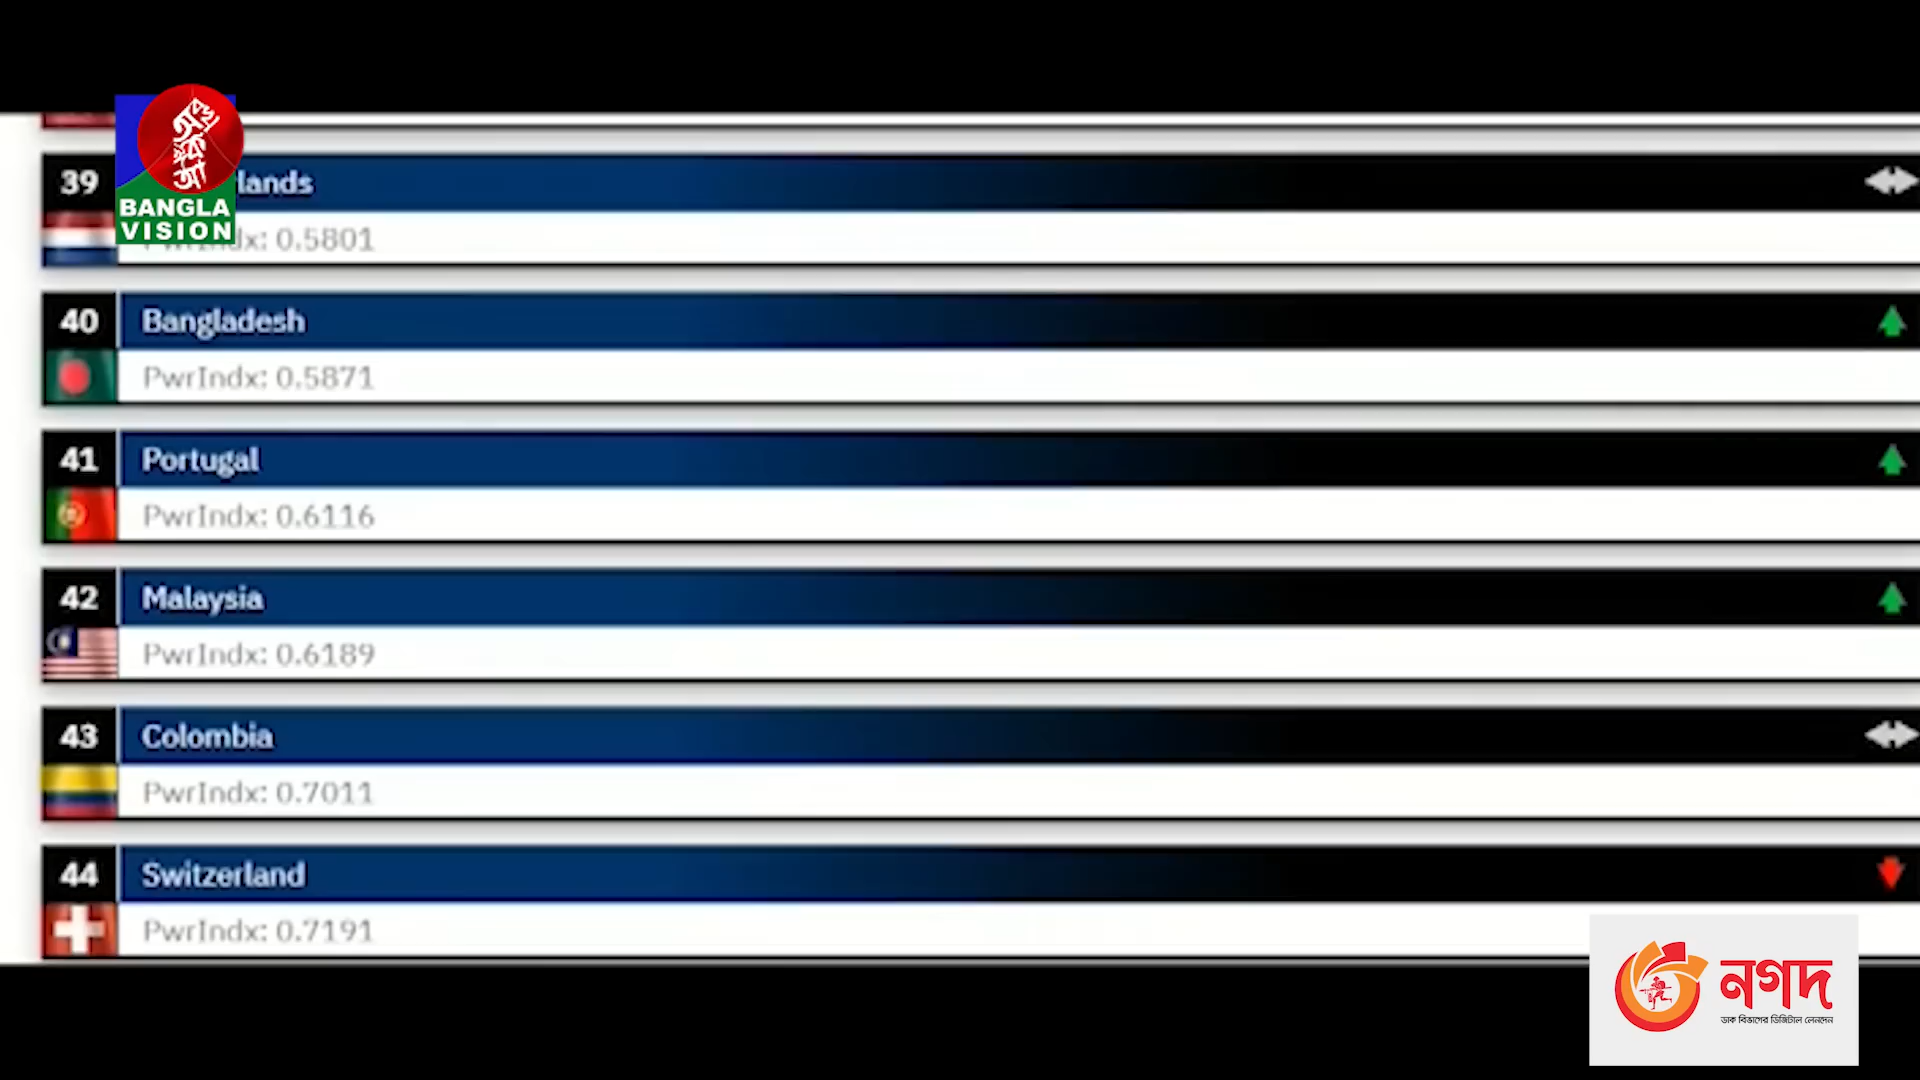 39
lands
BANGLA
VISION
x: 0.5801
40
Bangladesh
PwrIndx: 0.5871
41
Portugal
PwrIndx: 0.6116
42
Malaysia
PwrIndx: 0.6189
43
Colombia
PwrIndx: 0.7011
44
Switzerland
PwrIndx: 0.7191
নগদ
ডাক বিভাগের ডিজিটাল লেনদেন